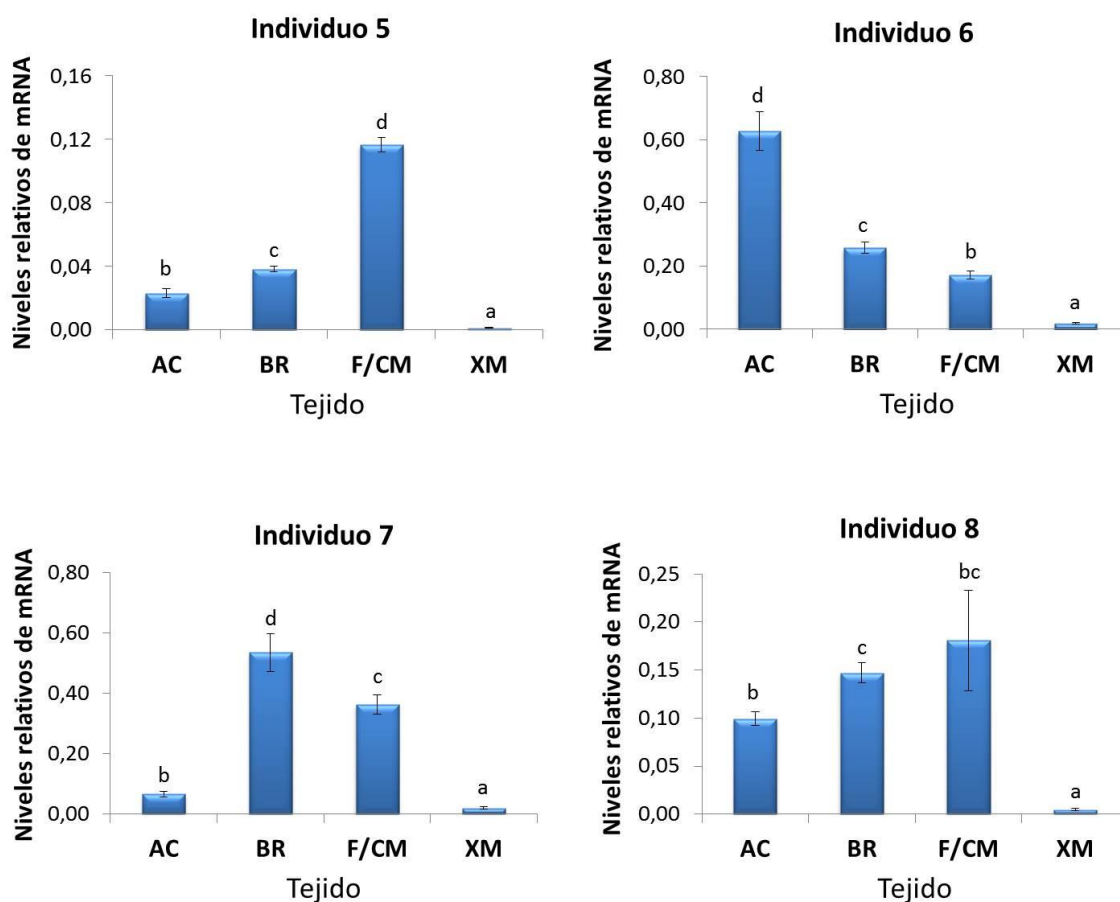 Individuo 5
Niveles relativos de mRNA
0,16
0,12
0,08
0,04
0,00
b
c
d
a
AC BR F/CM XM
Tejido
Individuo 6
Niveles relativos de mRNA
0,80
0,60
0,40
0,20
0,00
d
c
b
a
AC BR F/CM XM
Tejido
Individuo 7
Niveles relativos de mRNA
0,80
0,60
0,40
0,20
0,00
b
d
c
a
AC BR F/CM XM
Tejido
Individuo 8
Niveles relativos de mRNA
0,25
0,20
0,15
0,10
0,05
0,00
b
c
bc
a
AC BR F/CM XM
Tejido